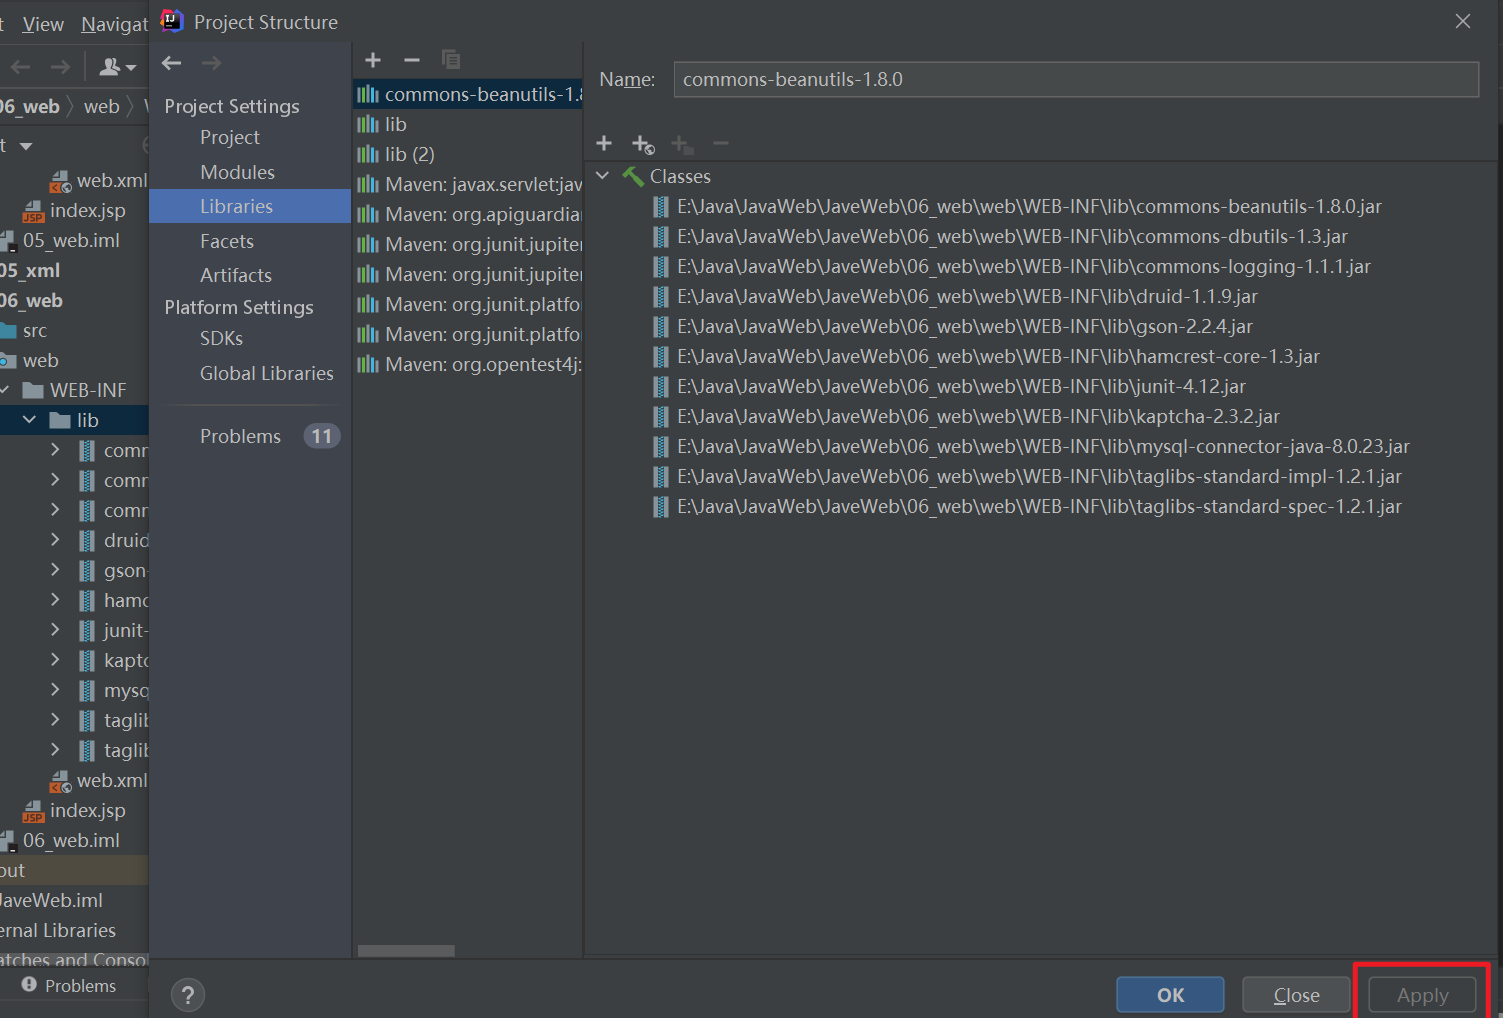 View Navigat
Project Structure
06_web web
web.xml
index.jsp
05_web.iml
05_xml
06_web
src
web
WEB-INF
lib
comr
comr
comr
druid
gson-
hamc
junit-
kaptc
mysq
taglib
taglib
web.xml
index.jsp
06_web.iml
out
JaveWeb.iml
ernal Libraries
atches and Conso
Problems
Project Settings
Project
Modules
Libraries
Facets
Artifacts
Platform Settings
SDKs
Global Libraries
Problems 11
commons-beanutils-1.8
lib
lib (2)
Maven: javax.servlet:jav
Maven: org.apiguardia
Maven: org.junit.jupiter
Maven: org.junit.jupiter
Maven: org.junit.platfo
Maven: org.junit.platfo
Maven: org.opentest4j:
Name: commons-beanutils-1.8.0
Classes
E:\Java\JavaWeb\JaveWeb\06_web\web\WEB-INF\lib\commons-beanutils-1.8.0.jar
E:\Java\JavaWeb\JaveWeb\06_web\web\WEB-INF\lib\commons-dbutils-1.3.jar
E:\Java\JavaWeb\JaveWeb\06_web\web\WEB-INF\lib\commons-logging-1.1.1.jar
E:\Java\JavaWeb\JaveWeb\06_web\web\WEB-INF\lib\druid-1.1.9.jar
E:\Java\JavaWeb\JaveWeb\06_web\web\WEB-INF\lib\gson-2.2.4.jar
E:\Java\JavaWeb\JaveWeb\06_web\web\WEB-INF\lib\hamcrest-core-1.3.jar
E:\Java\JavaWeb\JaveWeb\06_web\web\WEB-INF\lib\junit-4.12.jar
E:\Java\JavaWeb\JaveWeb\06_web\web\WEB-INF\lib\kaptcha-2.3.2.jar
E:\Java\JavaWeb\JaveWeb\06_web\web\WEB-INF\lib\mysql-connector-java-8.0.23.jar
E:\Java\JavaWeb\JaveWeb\06_web\web\WEB-INF\lib\taglibs-standard-impl-1.2.1.jar
E:\Java\JavaWeb\JaveWeb\06_web\web\WEB-INF\lib\taglibs-standard-spec-1.2.1.jar
?
OK Close Apply